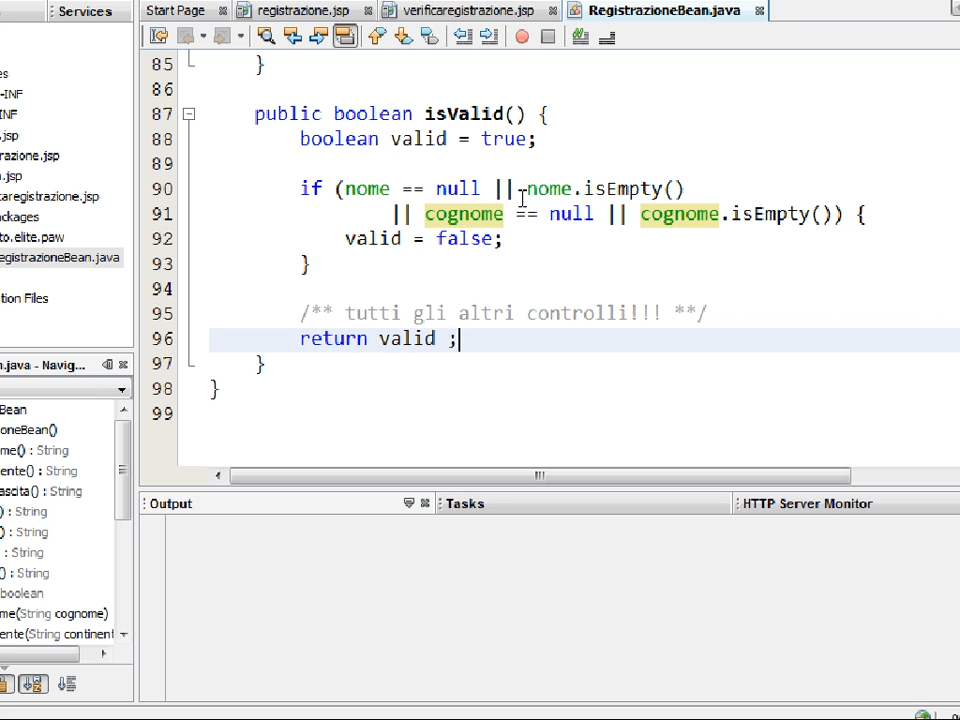 Services
Start Page
registrazione.jsp
verificaregistrazione.jsp
RegistrazioneBean.java
es
-INF
INF
.jsp
razione.jsp
n.jsp
caregistrazione.jsp
ackages
to.elite.paw
egistrazioneBean.java
tion Files
n.java - Navig...
Bean
oneBean()
me() : String
ente() : String
ascita() : String
) : String
) : String
: String
() : String
boolean
me(String cognome)
ente(String continent
85 }
86
87 public boolean isValid() {
88 boolean valid = true;
89
90 if (nome == null || nome.isEmpty()
91 || cognome == null || cognome.isEmpty()) {
92 valid = false;
93 }
94
95 /** tutti gli altri controlli!!! **/
96 return valid ;
97 }
98 }
99
Output
Tasks
HTTP Server Monitor